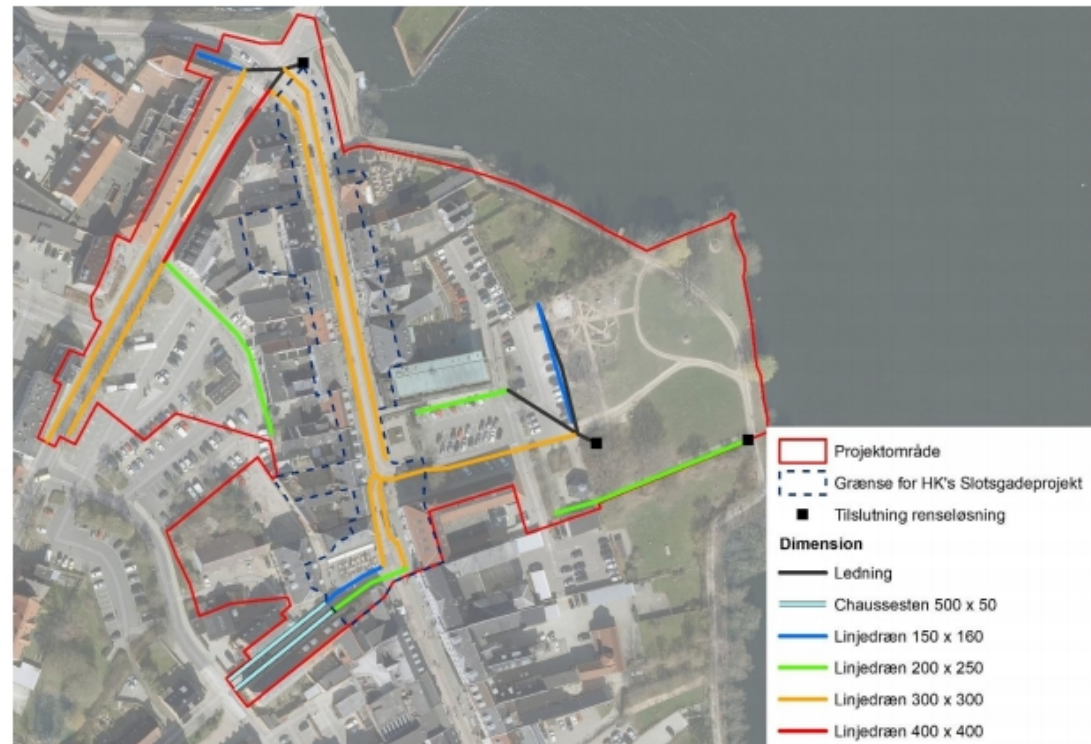 Projektområde
Grænse for HK's Slotsgadeprojekt
Tilslutning renseløsning
Dimension
Ledning
Chaussesten 500 x 50
Linjedræn 150 x 160
Linjedræn 200 x 250
Linjedræn 300 x 300
Linjedræn 400 x 400